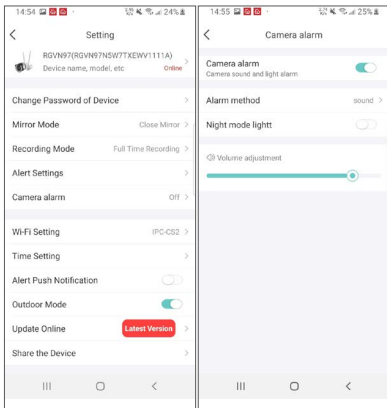 14:54
24%
Setting
RGVN97(RGVN97N5W7TXEWV1111A)
Device name, model, etc
Online
Change Password of Device
Mirror Mode
Close Mirror
Recording Mode
Full Time Recording
Alert Settings
Camera alarm
Off
Wi-Fi Setting
IPC-CS2
Time Setting
Alert Push Notification
Outdoor Mode
Update Online
Latest Version
Share the Device
14:55
25%
Camera alarm
Camera alarm
Camera sound and light alarm
Alarm method
sound
Night mode lightt
Volume adjustment